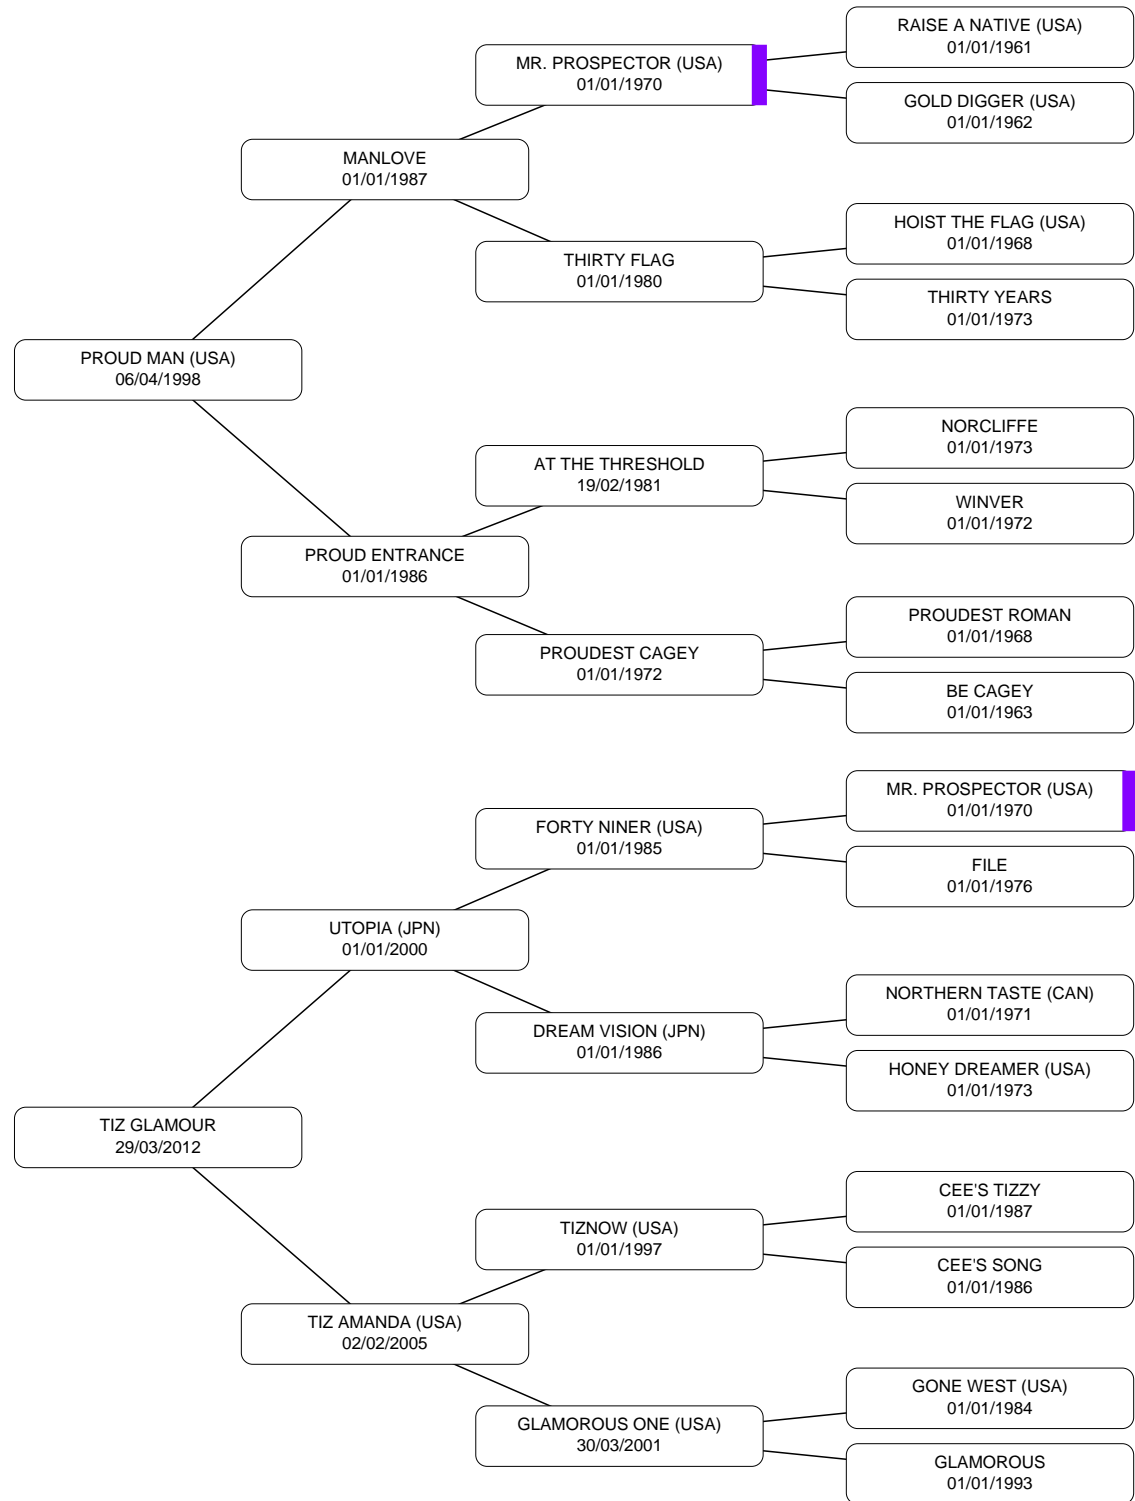 RAISE A NATIVE (USA)
01/01/1961
MR. PROSPECTOR (USA)
01/01/1970
GOLD DIGGER (USA)
01/01/1962
MANLOVE
01/01/1987
HOIST THE FLAG (USA)
01/01/1968
THIRTY FLAG
01/01/1980
THIRTY YEARS
01/01/1973
PROUD MAN (USA)
06/04/1998
NORCLIFFE
01/01/1973
AT THE THRESHOLD
19/02/1981
WINVER
01/01/1972
PROUD ENTRANCE
01/01/1986
PROUDEST ROMAN
01/01/1968
PROUDEST CAGEY
01/01/1972
BE CAGEY
01/01/1963
MR. PROSPECTOR (USA)
01/01/1970
FORTY NINER (USA)
01/01/1985
FILE
01/01/1976
UTOPIA (JPN)
01/01/2000
NORTHERN TASTE (CAN)
01/01/1971
DREAM VISION (JPN)
01/01/1986
HONEY DREAMER (USA)
01/01/1973
TIZ GLAMOUR
29/03/2012
CEE'S TIZZY
01/01/1987
TIZNOW (USA)
01/01/1997
CEE'S SONG
01/01/1986
TIZ AMANDA (USA)
02/02/2005
GONE WEST (USA)
01/01/1984
GLAMOROUS ONE (USA)
30/03/2001
GLAMOROUS
01/01/1993